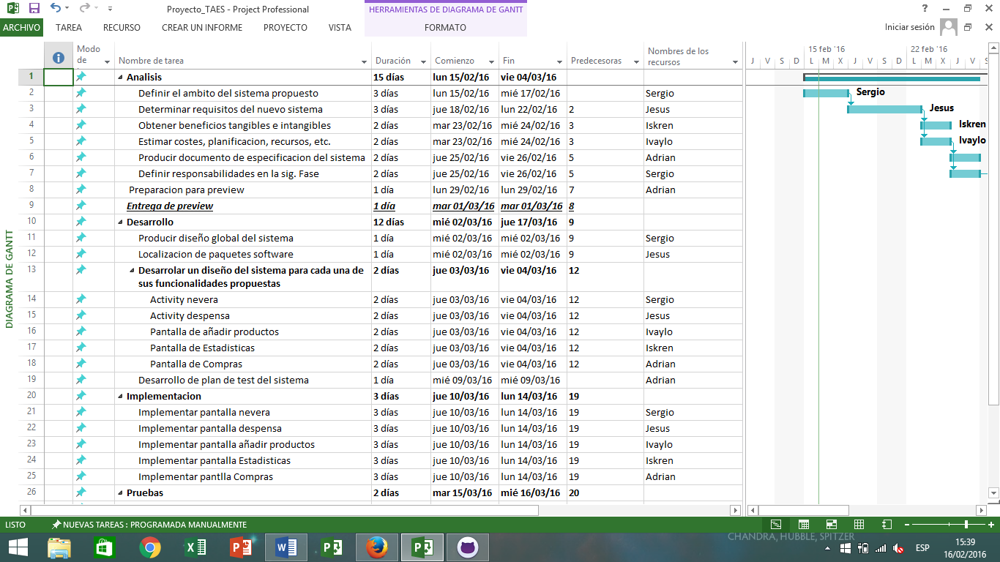 Proyecto_TAES - Project Professional
HERRAMIENTAS DE DIAGRAMA DE GANTT
ARCHIVO TAREA RECURSO CREAR UN INFORME PROYECTO VISTA FORMATO Iniciar sesión
Modo de Nombre de tarea Duración Comienzo Fin Predecesoras Nombres de los recursos
15 feb '16 22 feb '16
J V S D L M X J V S D L M X J V S
1 Analisis 15 días lun 15/02/16 vie 04/03/16
2 Definir el ambito del sistema propuesto 3 días lun 15/02/16 mié 17/02/16 Sergio
3 Determinar requisitos del nuevo sistema 3 días jue 18/02/16 lun 22/02/16 2 Jesus
4 Obtener beneficios tangibles e intangibles 2 días mar 23/02/16 mié 24/02/16 3 Iskren
5 Estimar costes, planificacion, recursos, etc. 2 días mar 23/02/16 mié 24/02/16 3 Ivaylo
6 Producir documento de especificacion del sistema 2 días jue 25/02/16 vie 26/02/16 5 Adrian
7 Definir responsabilidades en la sig. Fase 2 días jue 25/02/16 vie 26/02/16 5 Sergio
8 Preparacion para preview 1 día lun 29/02/16 lun 29/02/16 7 Adrian
9 Entrega de preview 1 día mar 01/03/16 mar 01/03/16 8
10 Desarrollo 12 días mié 02/03/16 jue 17/03/16 9
11 Producir diseño global del sistema 1 día mié 02/03/16 mié 02/03/16 9 Sergio
12 Localizacion de paquetes software 1 día mié 02/03/16 mié 02/03/16 9 Jesus
13 Desarrolar un diseño del sistema para cada una de 2 días jue 03/03/16 vie 04/03/16 12
sus funcionalidades propuestas
14 Activity nevera 2 días jue 03/03/16 vie 04/03/16 12 Sergio
15 Activity despensa 2 días jue 03/03/16 vie 04/03/16 12 Jesus
16 Pantalla de añadir productos 2 días jue 03/03/16 vie 04/03/16 12 Ivaylo
17 Pantalla de Estadisticas 2 días jue 03/03/16 vie 04/03/16 12 Iskren
18 Pantalla de Compras 2 días jue 03/03/16 vie 04/03/16 12 Adrian
19 Desarrollo de plan de test del sistema 1 día mié 09/03/16 mié 09/03/16 Adrian
20 Implementacion 3 días jue 10/03/16 lun 14/03/16 19
21 Implementar pantalla nevera 3 días jue 10/03/16 lun 14/03/16 19 Sergio
22 Implementar pantalla despensa 3 días jue 10/03/16 lun 14/03/16 19 Jesus
23 Implementar pantalla añadir productos 3 días jue 10/03/16 lun 14/03/16 19 Ivaylo
24 Implementar pantalla Estadisticas 3 días jue 10/03/16 lun 14/03/16 19 Iskren
25 Implementar pantlla Compras 3 días jue 10/03/16 lun 14/03/16 19 Adrian
26 Pruebas 2 días mar 15/03/16 mié 16/03/16 20
Sergio
Jesus
Iskren
Ivaylo
DIAGRAMA DE GANTT
LISTO NUEVAS TAREAS : PROGRAMADA MANUALMENTE
CHANDRA, HUBBLE, SPITZER
ESP 15:39
16/02/2016